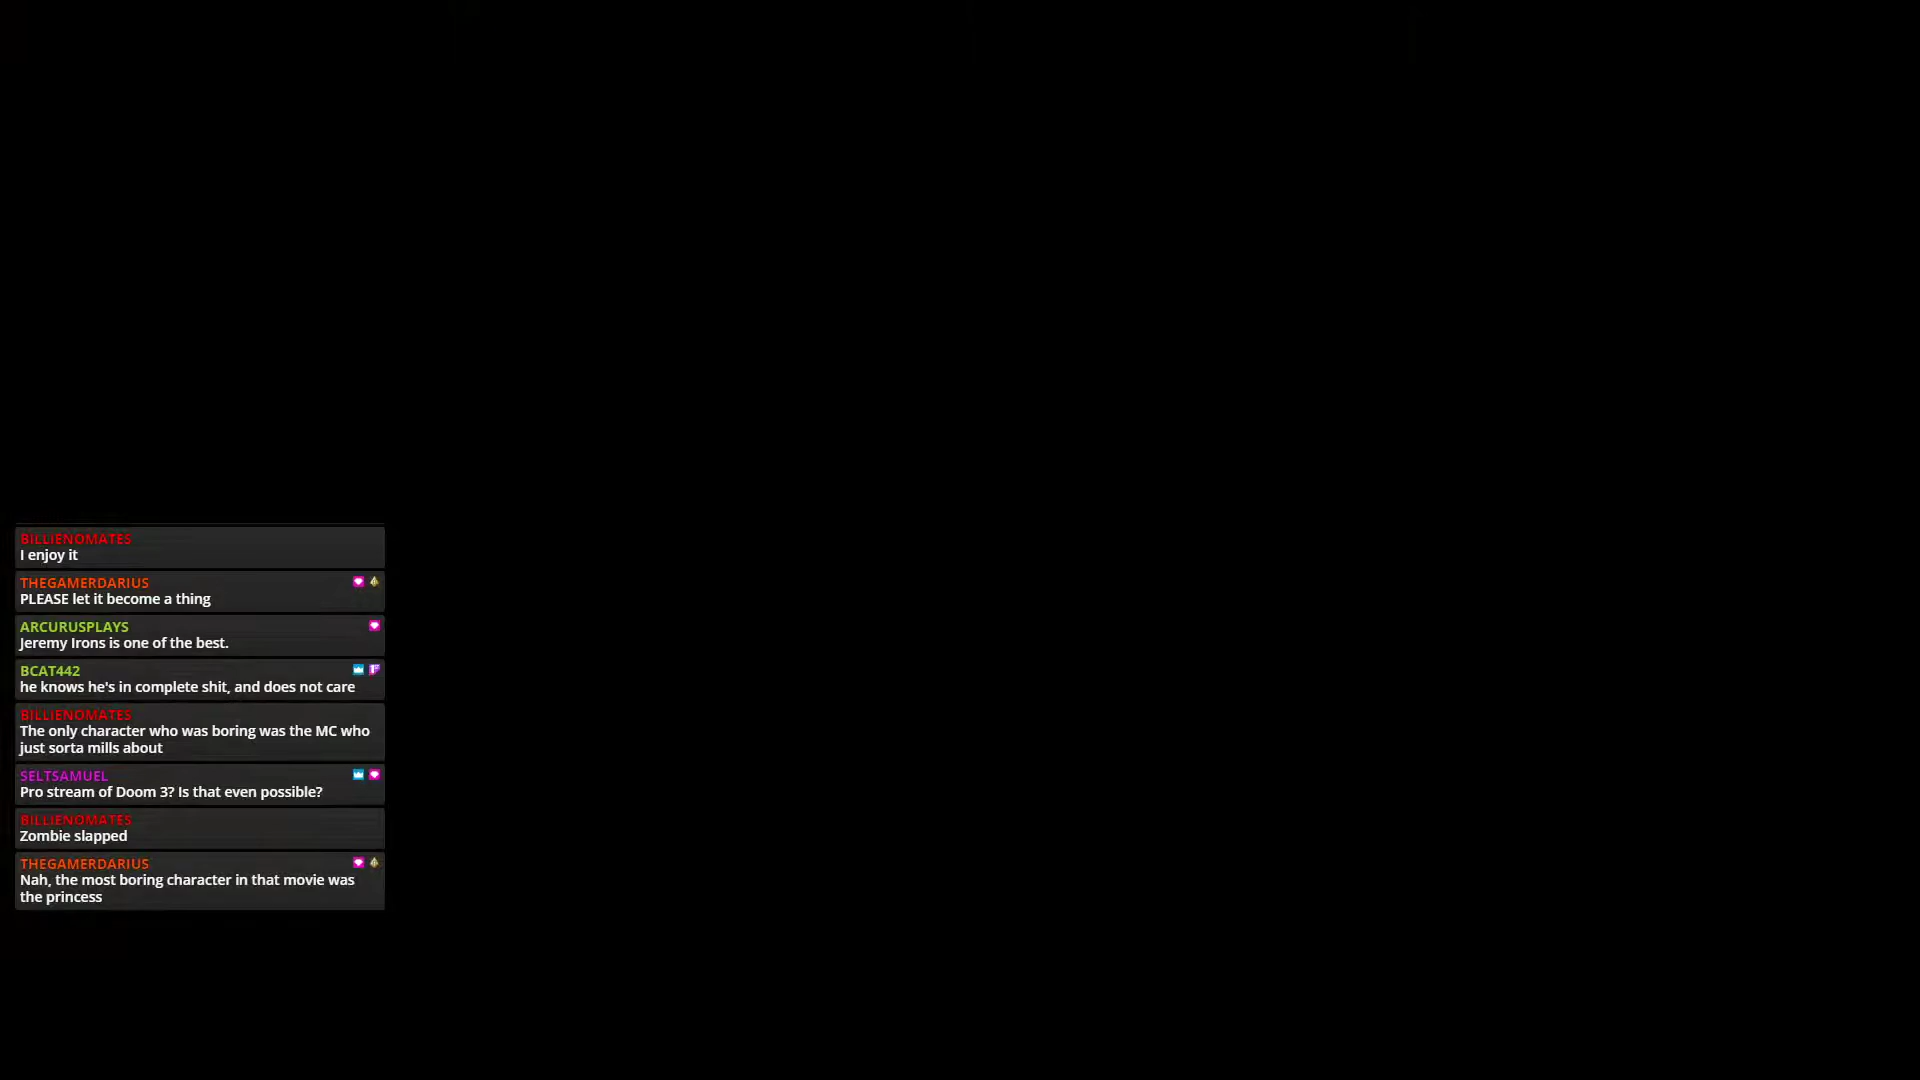 BILLIENOMATES
I enjoy it
THEGAMERDARIUS
PLEASE let it become a thing
ARCURUSPLAYS
Jeremy Irons is one of the best.
BCAT442
he knows he's in complete shit, and does not care
BILLIENOMATES
The only character who was boring was the MC who
just sorta mills about
SELTSAMUEL
Pro stream of Doom 3? Is that even possible?
BILLIENOMATES
Zombie slapped
THEGAMERDARIUS
Nah, the most boring character in that movie was
the princess